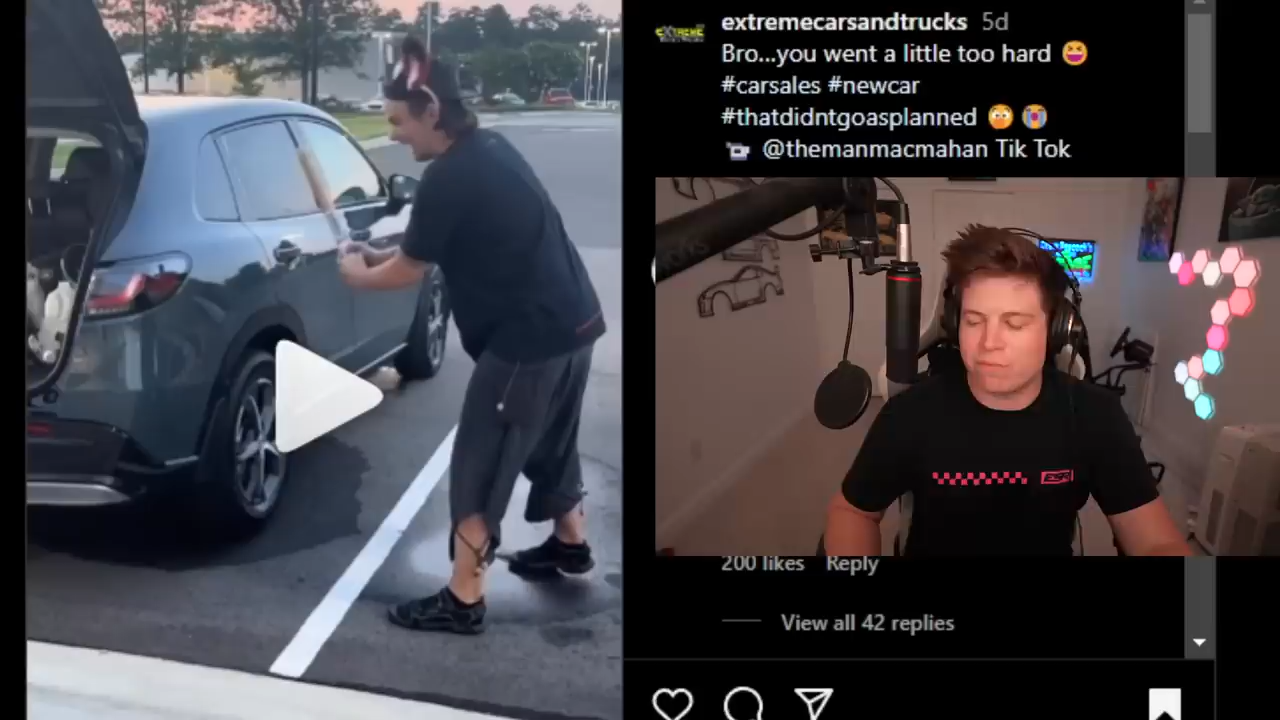 extremecarsandtrucks 5d
Bro...you went a little too hard 😆
#carsales #newcar
#thatdidntgoasplanned 😳 😭
📹 @themanmacmahan Tik Tok
200 likes Reply
View all 42 replies